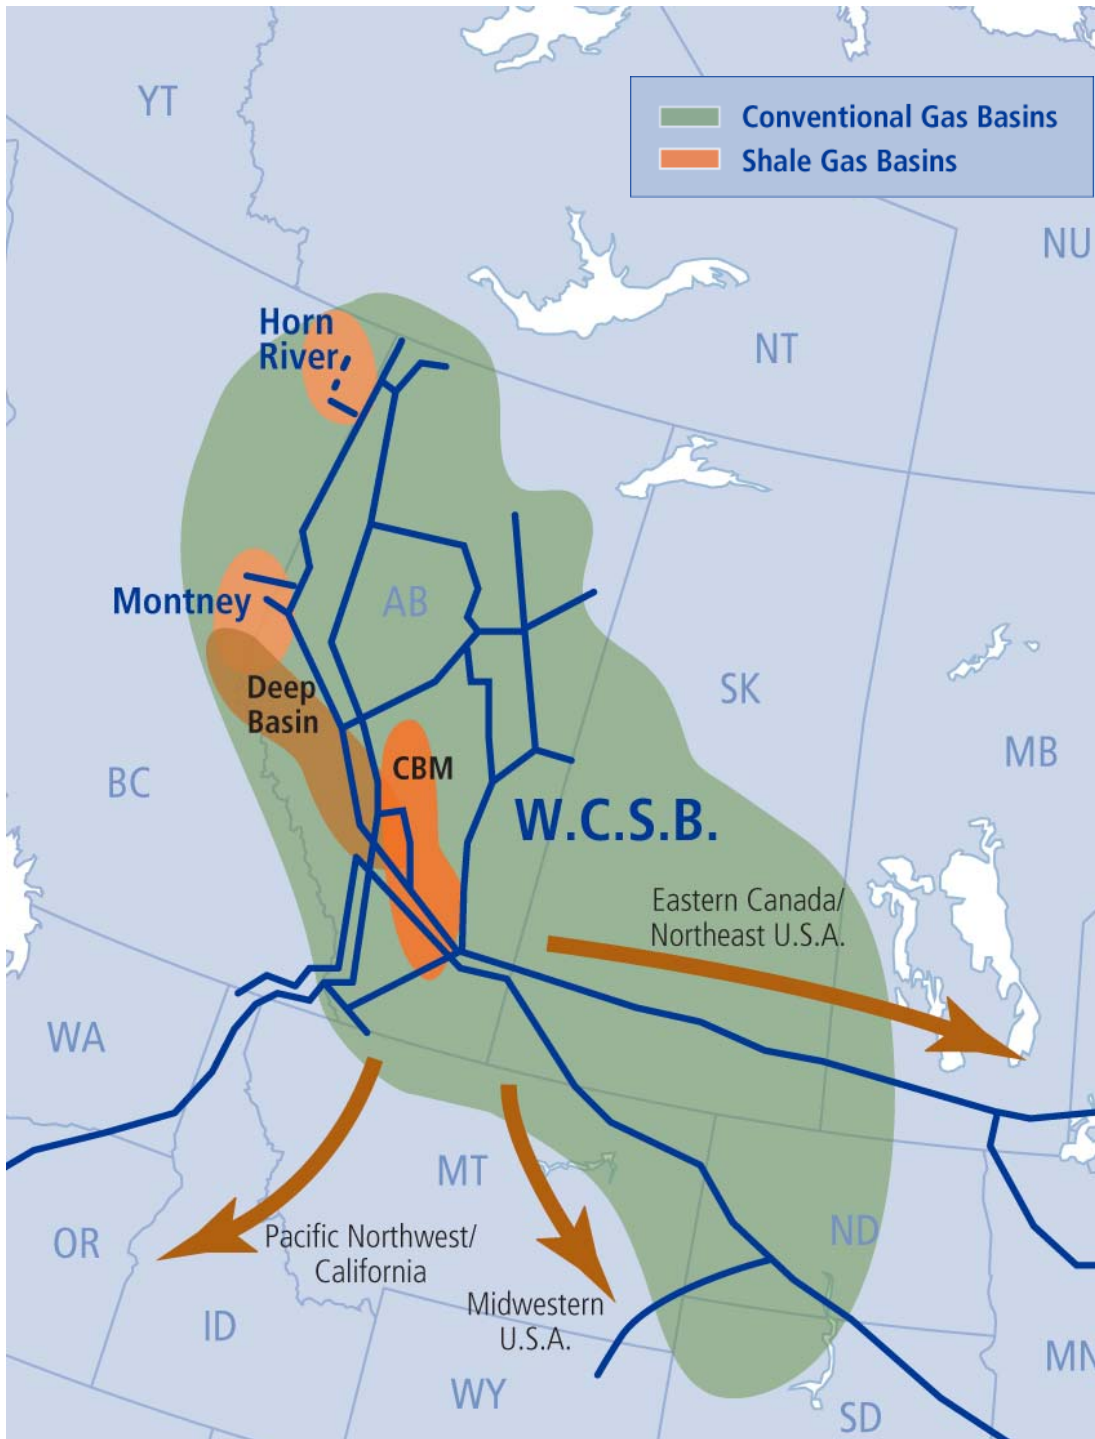 YT
Conventional Gas Basins
Shale Gas Basins
NU
Horn
River
NT
Montney
AB
Deep
Basin
SK
CBM
BC
MB
W.C.S.B.
Eastern Canada/
Northeast U.S.A.
WA
MT
OR
Pacific Northwest/
California
ND
Midwestern
U.S.A.
ID
MN
WY
SD